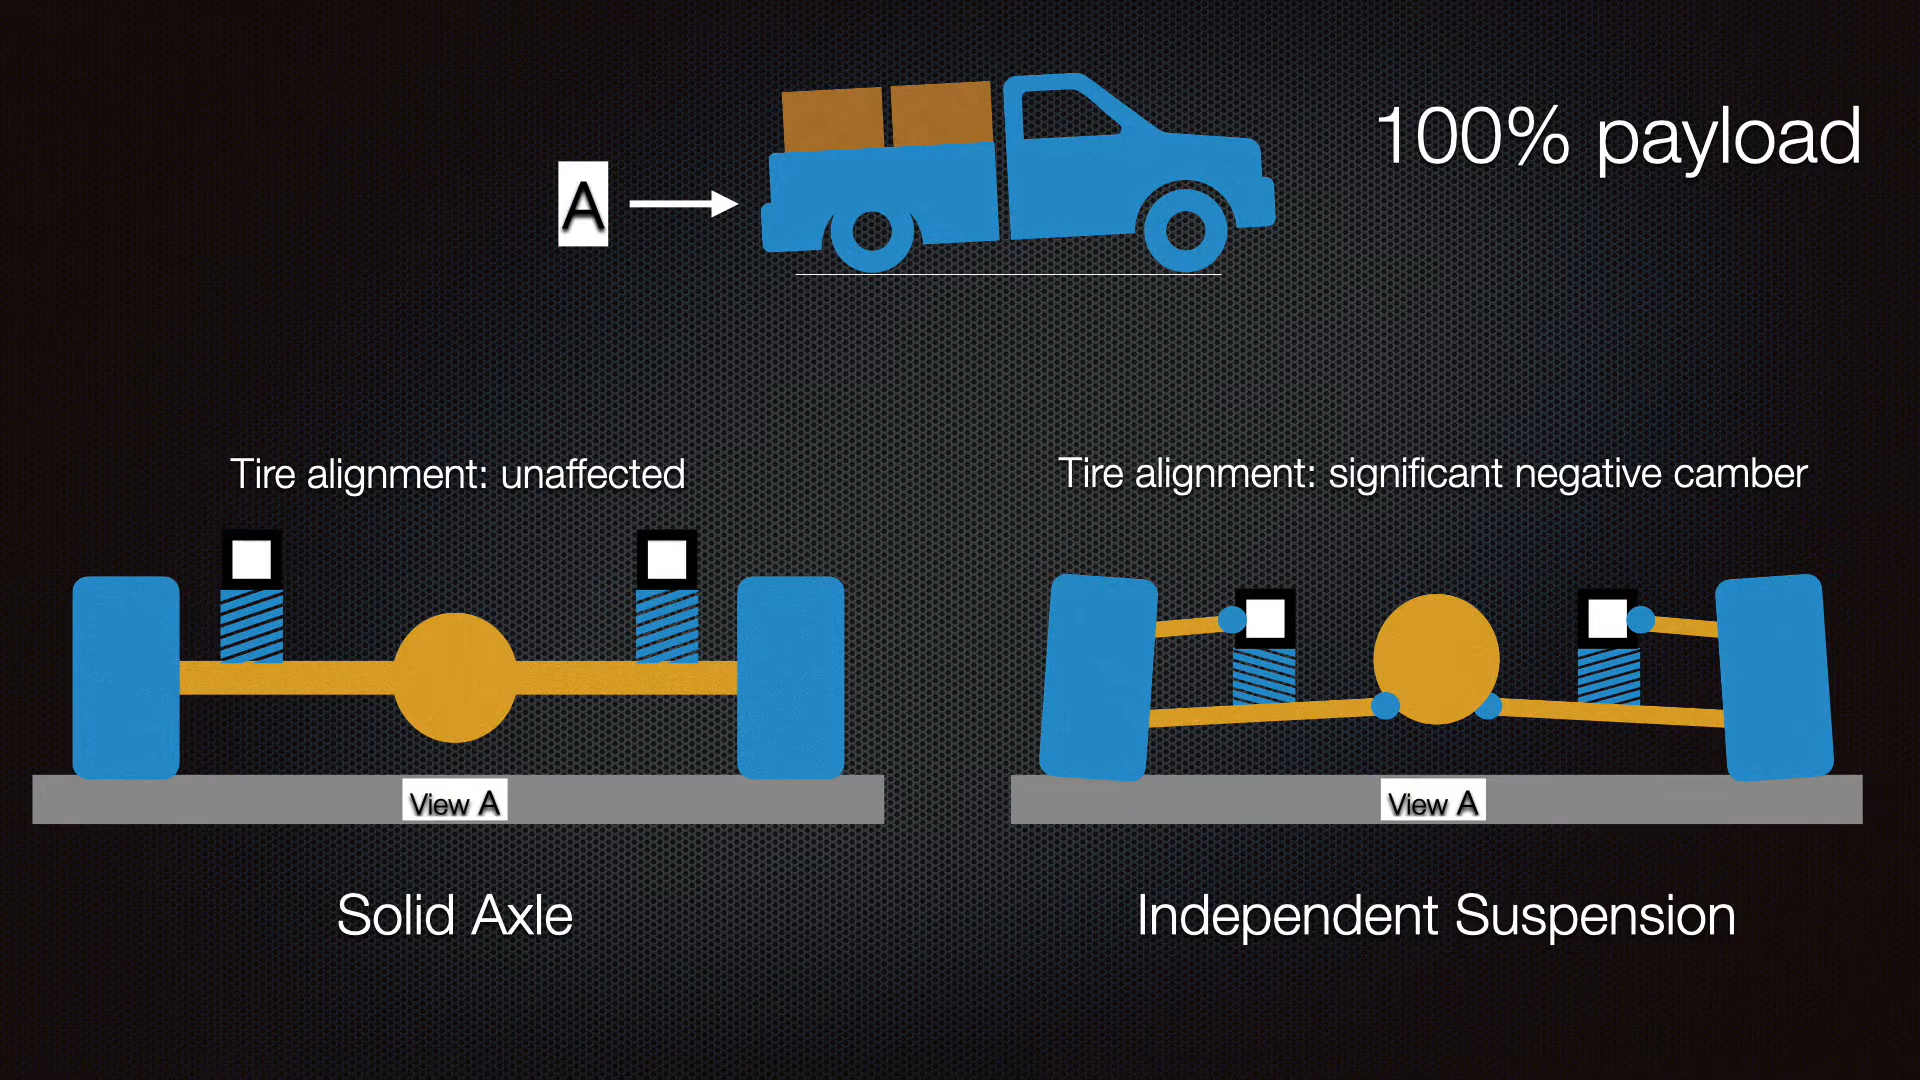 100% payload
A
Tire alignment: unaffected
Tire alignment: significant negative camber
View A
View A
Solid Axle
Independent Suspension